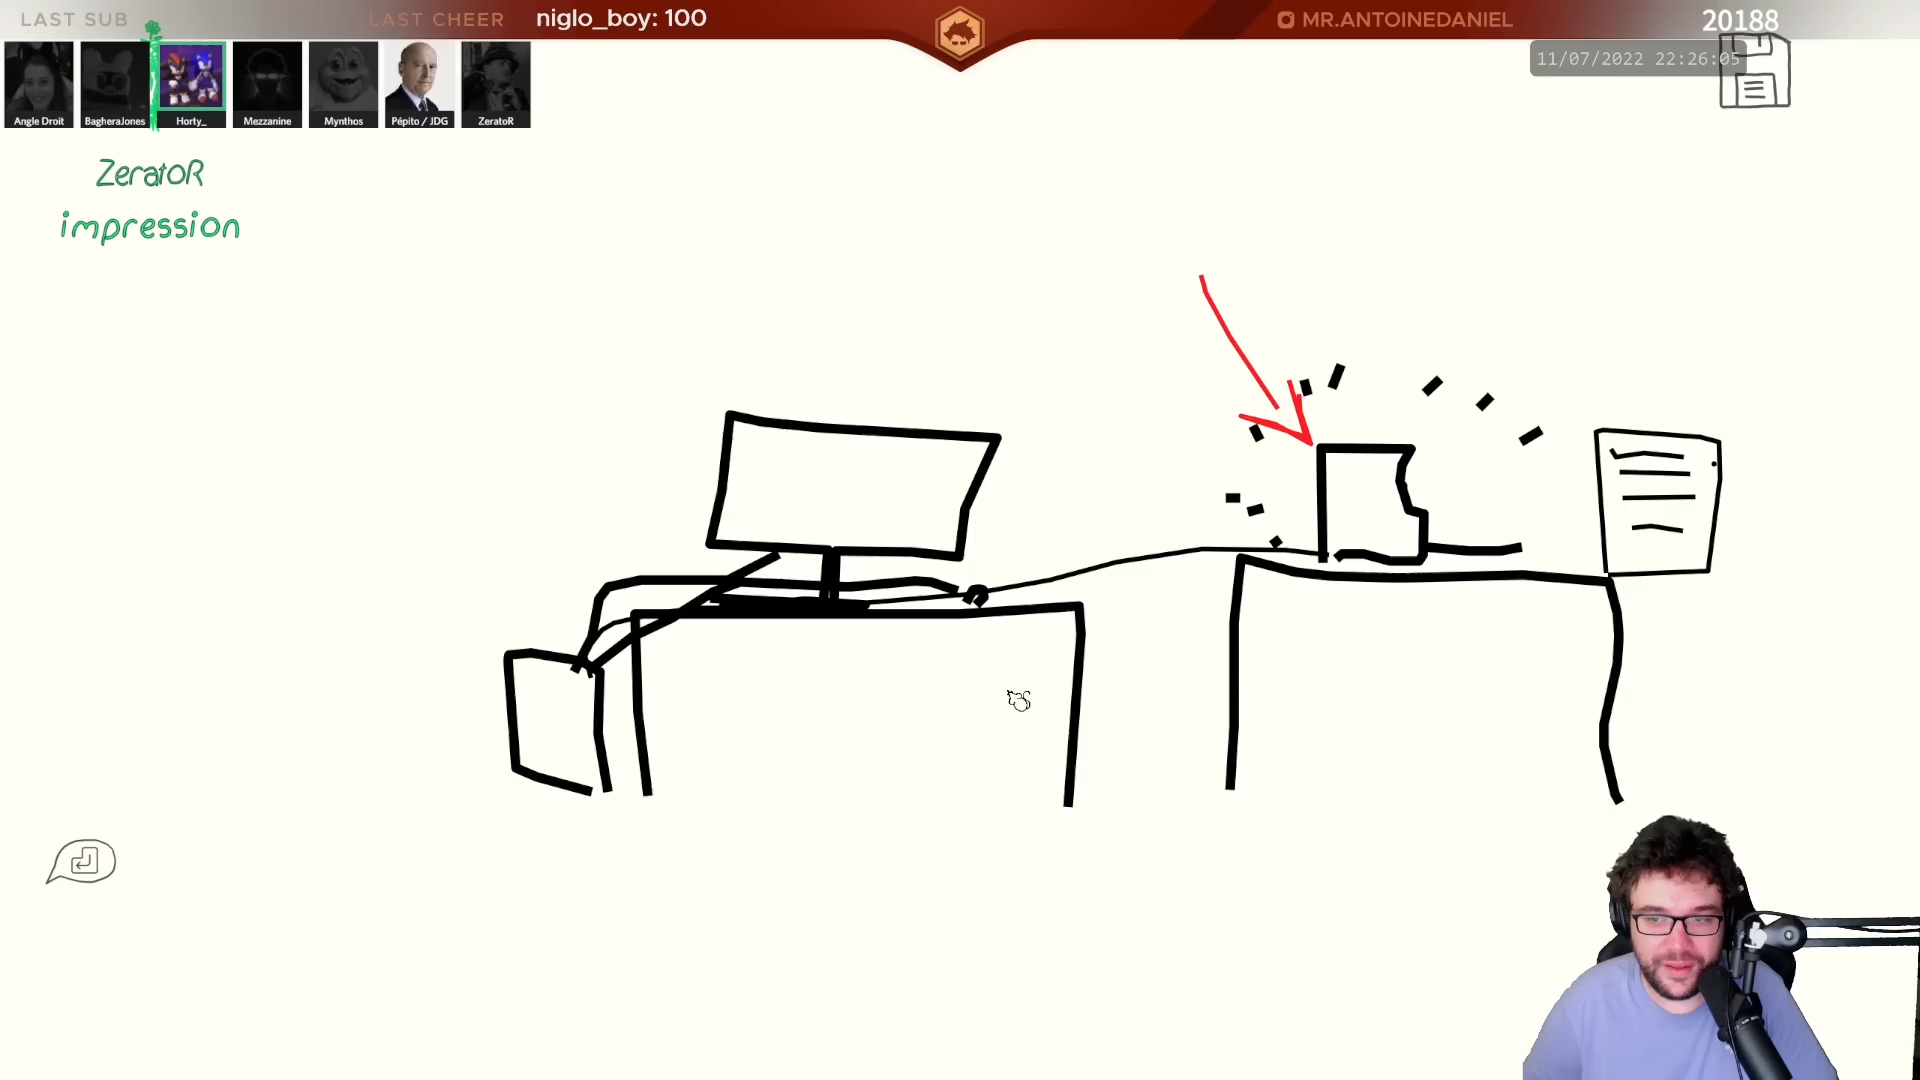 LAST SUB
LAST CHEER
niglo_boy: 100
MR.ANTOINEDANIEL
20188
11/07/2022 22:26:05
Angle Droit
BagheraJones
Horty_
Mezzanine
Mynthos
Pépito / JDG
ZeratoR
ZeratoR
impression